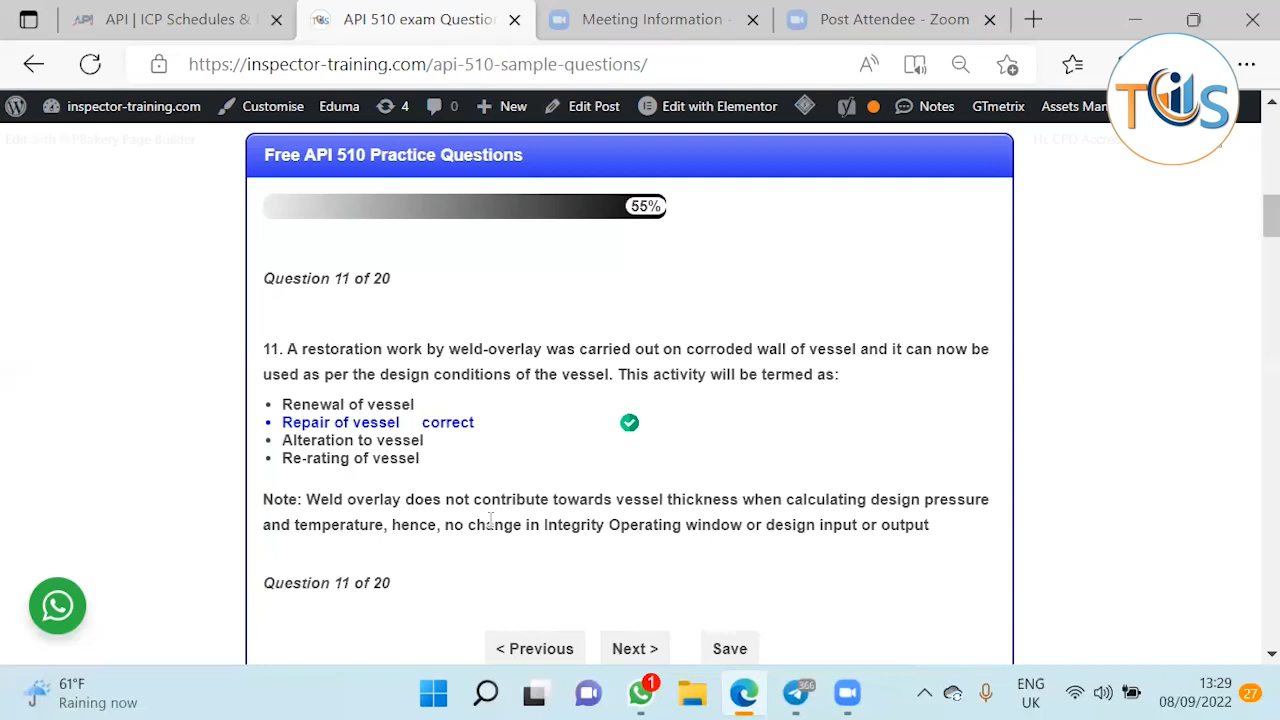 API | ICP Schedules &
API 510 exam Questio
Meeting Information -
Post Attendee - Zoom
https://inspector-training.com/api-510-sample-questions/
inspector-training.com Customise Eduma 4 0 New Edit Post Edit with Elementor Notes GTmetrix Assets Man
TIS
Free API 510 Practice Questions
55%
Question 11 of 20
11. A restoration work by weld-overlay was carried out on corroded wall of vessel and it can now be
used as per the design conditions of the vessel. This activity will be termed as:
• Renewal of vessel
• Repair of vessel correct
• Alteration to vessel
• Re-rating of vessel
Note: Weld overlay does not contribute towards vessel thickness when calculating design pressure
and temperature, hence, no change in Integrity Operating window or design input or output
Question 11 of 20
< Previous Next > Save
61°F
Raining now
1
366
ENG
UK
13:29
08/09/2022
27